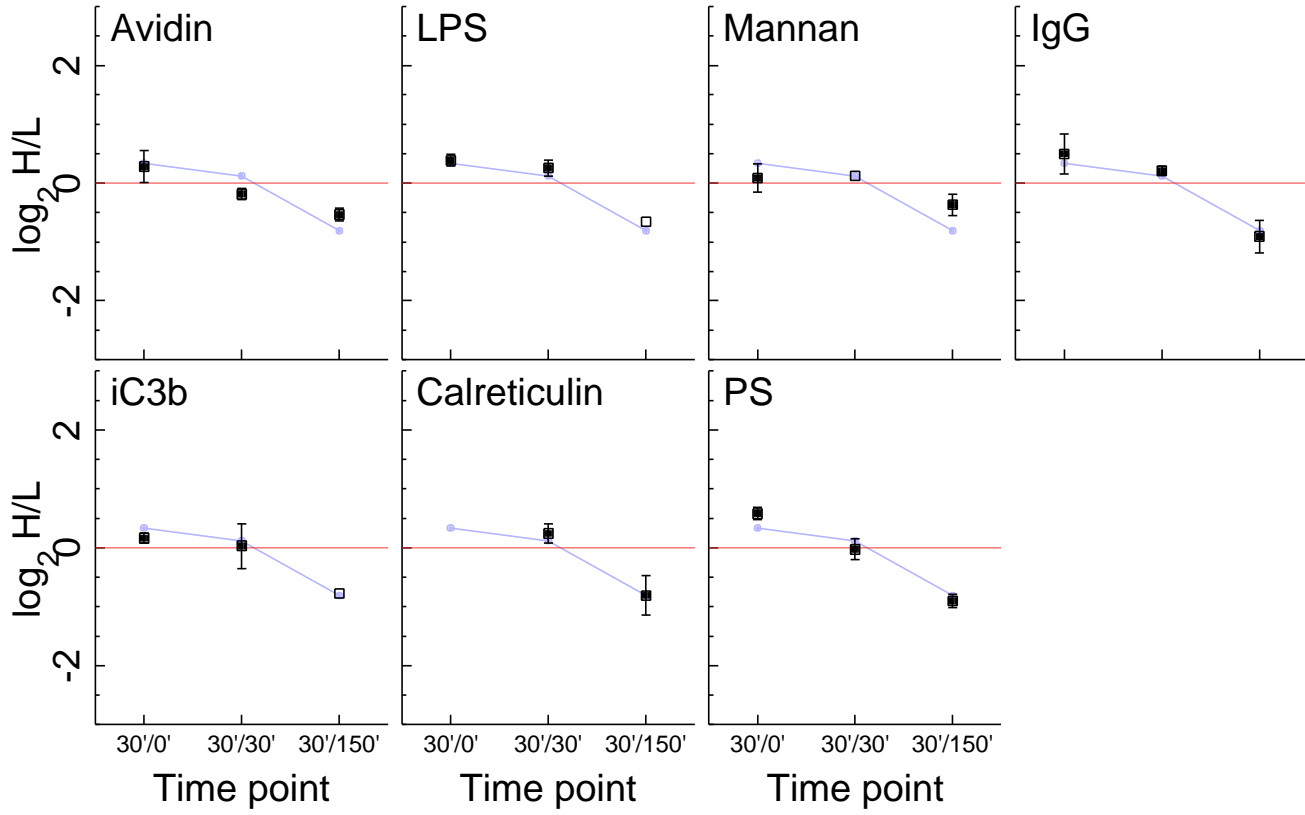 Avidin LPS Mannan IgG
2
0
-2
log2 H/L
iC3b Calreticulin PS
2
0
-2
log2 H/L
30'/0' 30'/30' 30'/150' 30'/0' 30'/30' 30'/150' 30'/0' 30'/30' 30'/150'
Time point Time point Time point